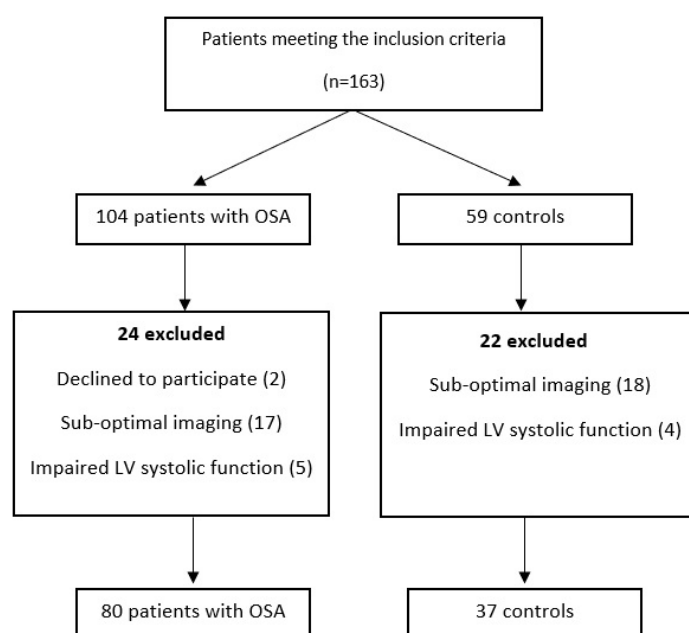 Patients meeting the inclusion criteria
(n=163)
104 patients with OSA
59 controls
24 excluded
Declined to participate (2)
Sub-optimal imaging (17)
Impaired LV systolic function (5)
22 excluded
Sub-optimal imaging (18)
Impaired LV systolic function (4)
80 patients with OSA
37 controls